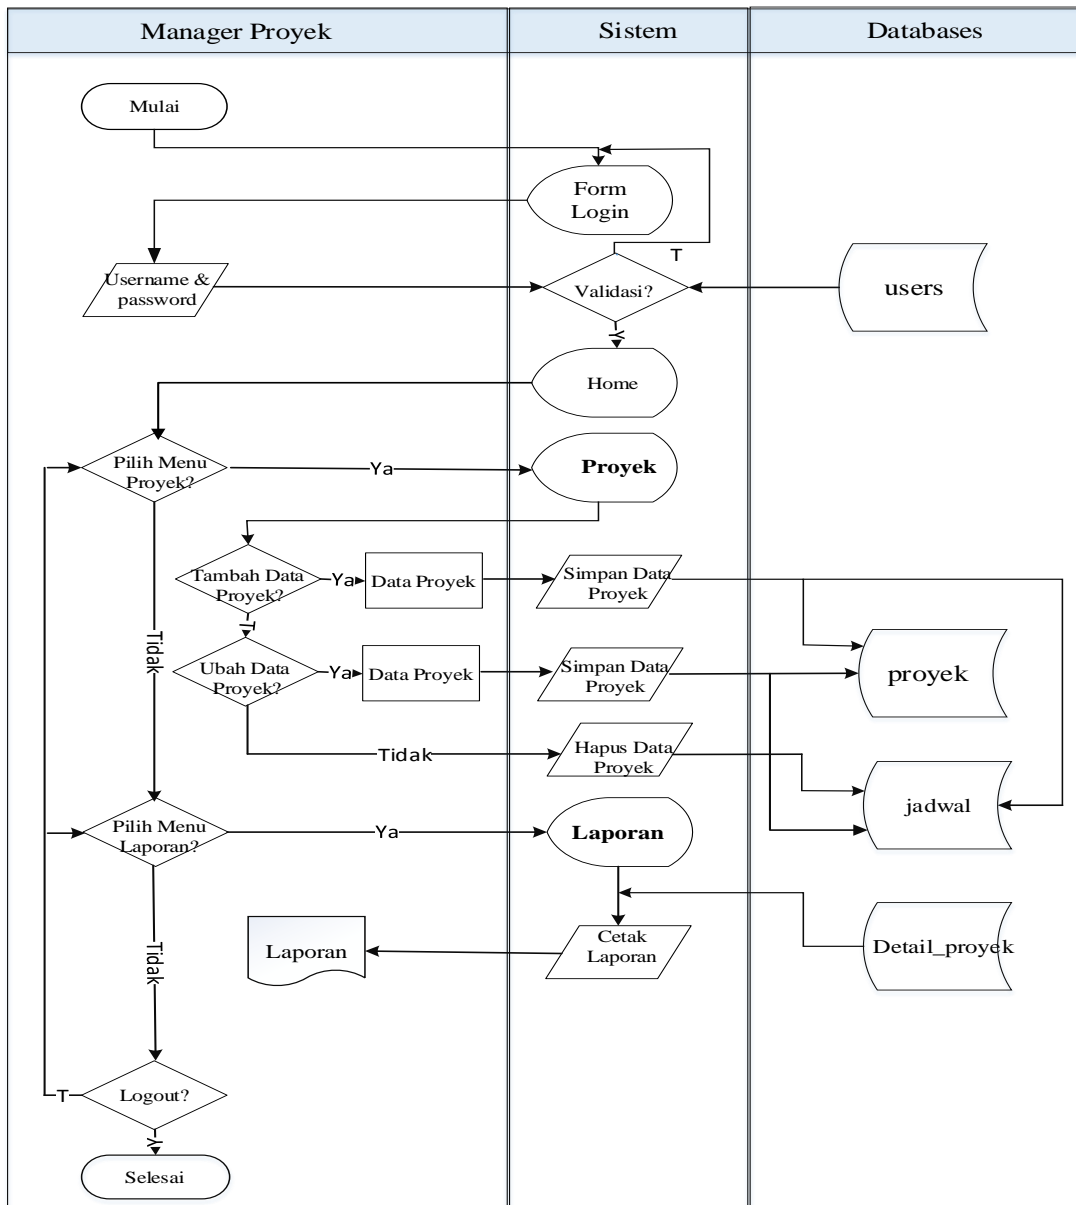 Manager Proyek
Sistem
Databases
Mulai
Form
Login
T
Username &
password
Validasi?
users
Y
Home
Pilih Menu
Proyek?
Ya
Proyek
Tambah Data
Proyek?
Ya
Data Proyek
Simpan Data
Proyek
T
Tidak
Ubah Data
Proyek?
Ya
Data Proyek
Simpan Data
Proyek
proyek
Tidak
Hapus Data
Proyek
jadwal
Pilih Menu
Laporan?
Ya
Laporan
Tidak
Laporan
Cetak
Laporan
Detail_proyek
T
Logout?
Y
Selesai